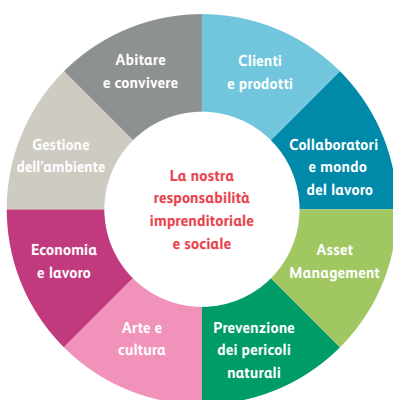 Abitare
e convivere
Clienti
e prodotti
Collaboratori
e mondo
del lavoro
Asset
Management
Prevenzione
dei pericoli
naturali
Arte e
cultura
Economia
e lavoro
Gestione
dell'ambiente
La nostra
responsabilità
imprenditoriale
e sociale